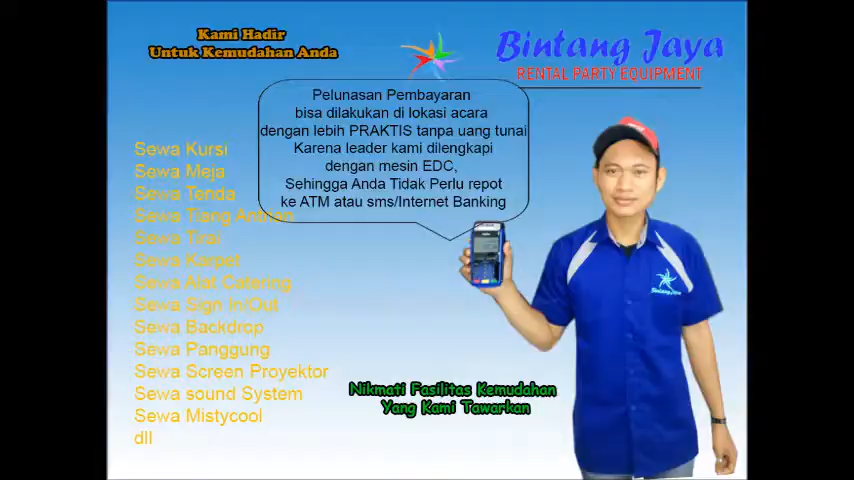 Kami Hadir
Untuk Kemudahan Anda
Bintang Jaya
RENTAL PARTY EQUIPMENT
Pelunasan Pembayaran
bisa dilakukan di lokasi acara
dengan lebih PRAKTIS tanpa uang tunai
Karena leader kami dilengkapi
dengan mesin EDC,
Sehingga Anda Tidak Perlu repot
ke ATM atau sms/Internet Banking
Sewa Kursi
Sewa Meja
Sewa Tenda
Sewa Tiang Antrian
Sewa Tirai
Sewa Karpet
Sewa Alat Catering
Sewa Sign In/Out
Sewa Backdrop
Sewa Panggung
Sewa Screen Proyektor
Sewa sound System
Sewa Mistycool
dll
Bintang Jaya
Nikmati Fasilitas Kemudahan
Yang Kami Tawarkan